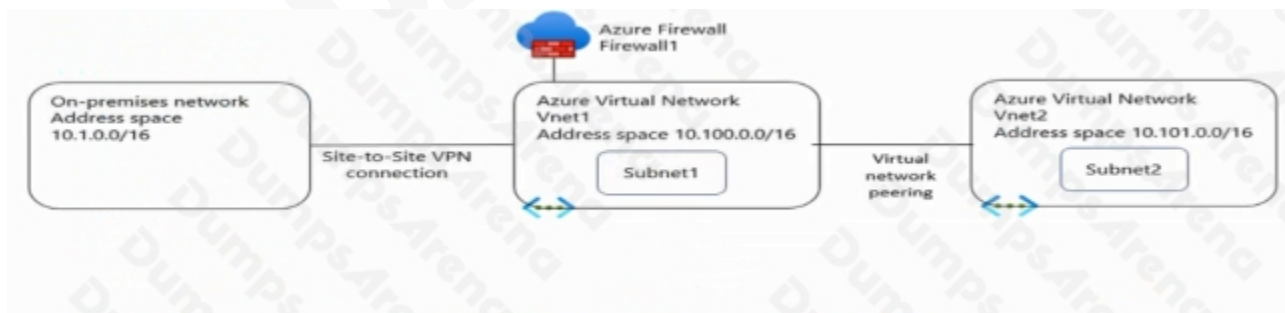 Azure Firewall
Firewall1
On-premises network
Address space
10.1.0.0/16
Site-to-Site VPN
connection
Azure Virtual Network
Vnet1
Address space 10.100.0.0/16
Subnet1
Virtual
network
peering
Azure Virtual Network
Vnet2
Address space 10.101.0.0/16
Subnet2
DumpsArena